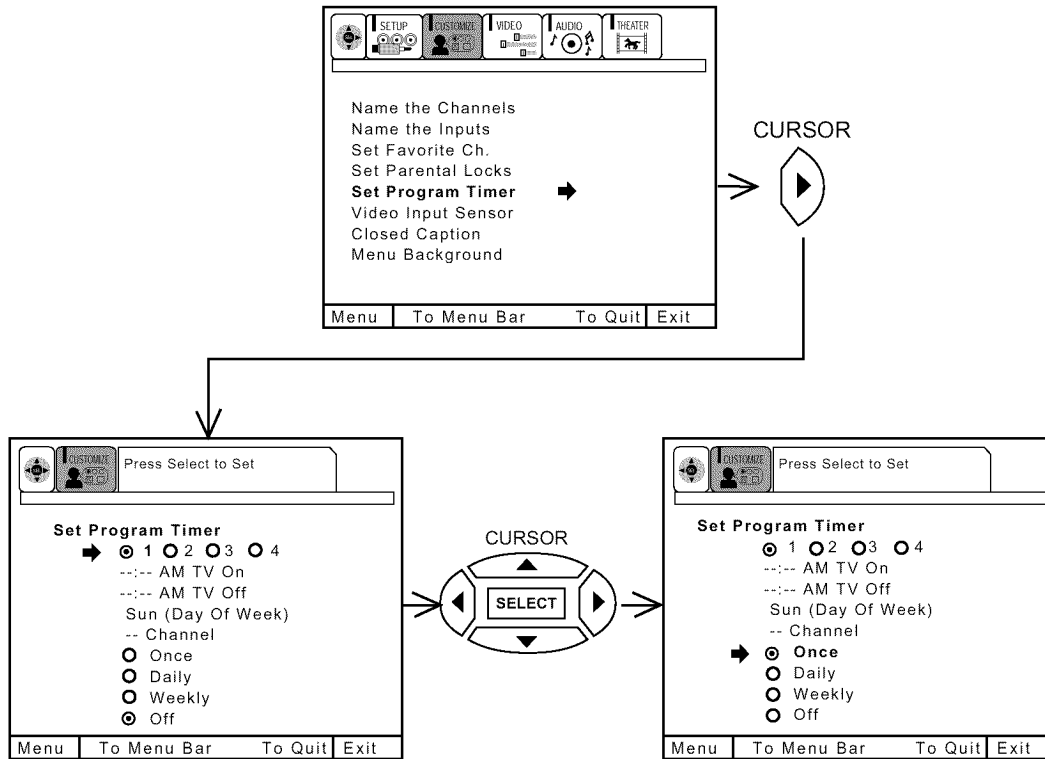 SETUP CUSTOMIZE VIDEO AUDIO THEATER
Name the Channels
Name the Inputs
Set Favorite Ch.
Set Parental Locks
Set Program Timer
Video Input Sensor
Closed Caption
Menu Background
Menu To Menu Bar To Quit Exit
CURSOR
CUSTOMIZE Press Select to Set
Set Program Timer
1 2 3 4
--:-- AM TV On
--:-- AM TV Off
Sun (Day Of Week)
-- Channel
Once
Daily
Weekly
Off
Menu To Menu Bar To Quit Exit
CURSOR
SELECT
CUSTOMIZE Press Select to Set
Set Program Timer
1 2 3 4
--:-- AM TV On
--:-- AM TV Off
Sun (Day Of Week)
-- Channel
Once
Daily
Weekly
Off
Menu To Menu Bar To Quit Exit